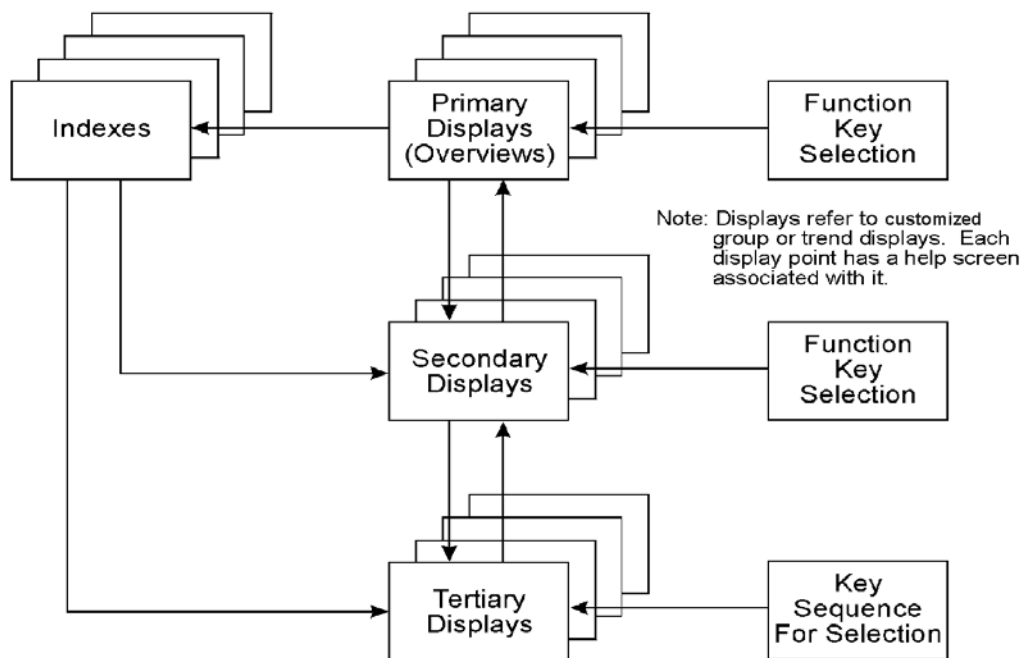 Indexes
Primary
Displays
(Overviews)
Function
Key
Selection
Note: Displays refer to customized
group or trend displays. Each
display point has a help screen
associated with it.
Secondary
Displays
Function
Key
Selection
Tertiary
Displays
Key
Sequence
For Selection